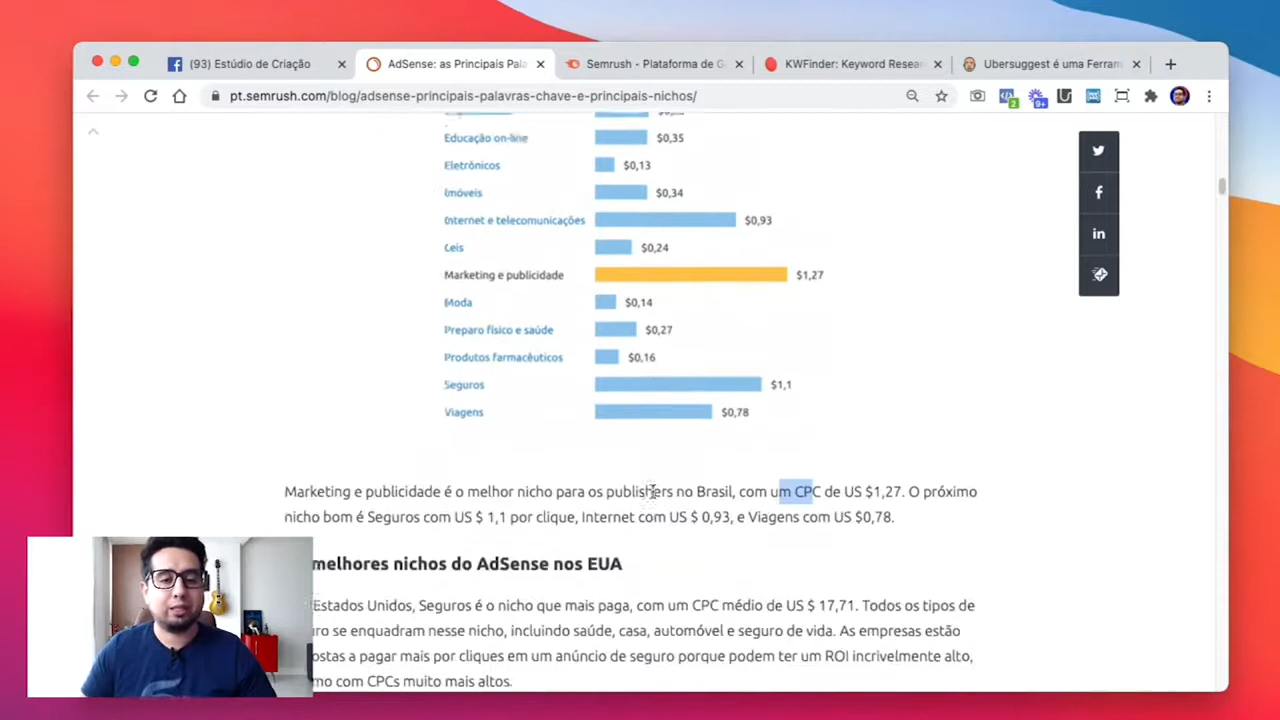 (93) Estúdio de Criação
AdSense: as Principais Pala
Semrush - Plataforma de G
KWFinder: Keyword Resear
Ubersuggest é uma Ferram
pt.semrush.com/blog/adsense-principais-palavras-chave-e-principais-nichos/
2
9+
Educação on-line $0,35
Eletrônicos $0,13
Imóveis $0,34
Internet e telecomunicações $0,93
Leis $0,24
Marketing e publicidade $1,27
Moda $0,14
Preparo físico e saúde $0,27
Produtos farmacêuticos $0,16
Seguros $1,1
Viagens $0,78
Marketing e publicidade é o melhor nicho para os publishers no Brasil, com um CPC de US $1,27. O próximo
nicho bom é Seguros com US $ 1,1 por clique, Internet com US $ 0,93, e Viagens com US $0,78.
melhores nichos do AdSense nos EUA
Estados Unidos, Seguros é o nicho que mais paga, com um CPC médio de US $ 17,71. Todos os tipos de
uro se enquadram nesse nicho, incluindo saúde, casa, automóvel e seguro de vida. As empresas estão
ostas a pagar mais por cliques em um anúncio de seguro porque podem ter um ROI incrivelmente alto,
mo com CPCs muito mais altos.